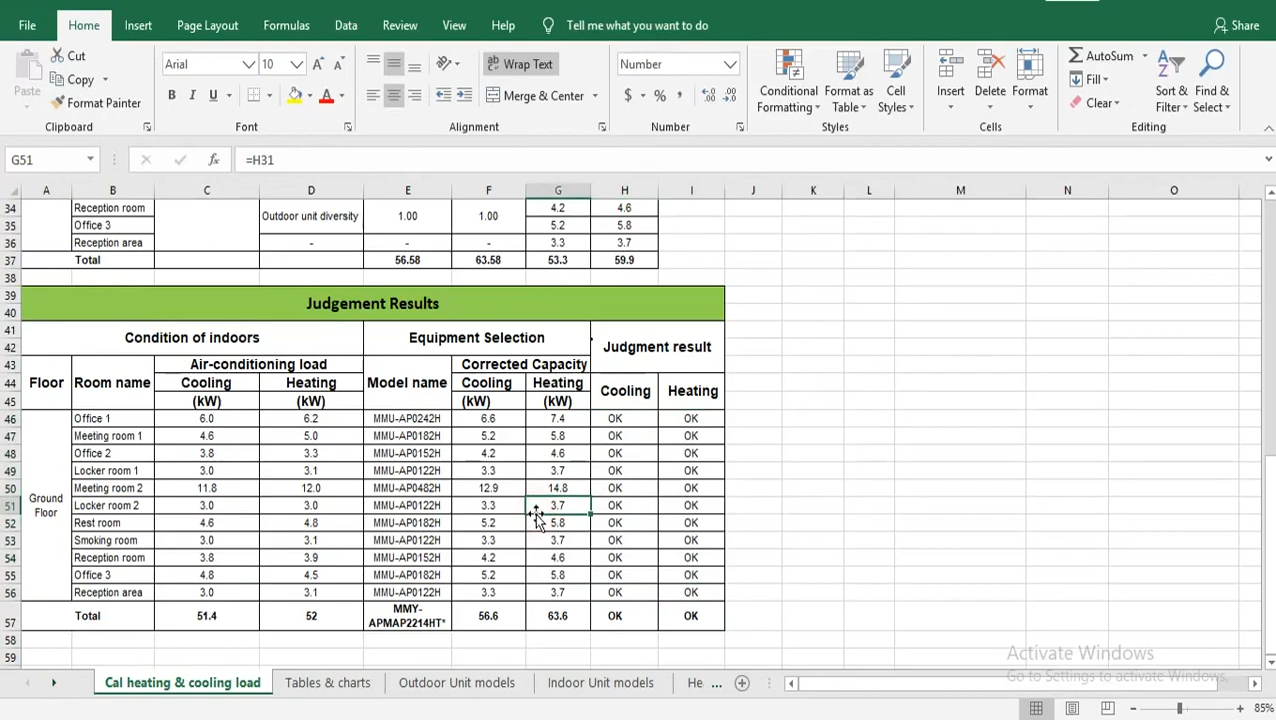 File Home Insert Page Layout Formulas Data Review View Help Tell me what you want to do Share
Paste Cut Copy Format Painter
Arial 10 B I U
Wrap Text Merge & Center
Number $ % ,
Conditional Formatting Format as Table Cell Styles
Insert Delete Format
AutoSum Fill Clear Sort & Filter Find & Select
Clipboard Font Alignment Number Styles Cells Editing
G51 fx =H31
A B C D E F G H I J K L M N O
34 Reception room Outdoor unit diversity 1.00 1.00 4.2 4.6
35 Office 3 5.2 5.8
36 Reception area - - - 3.3 3.7
37 Total 56.58 63.58 53.3 59.9
38
39 Judgement Results
40
41 Condition of indoors Equipment Selection Judgment result
42
43 Air-conditioning load Corrected Capacity
44 Floor Room name Cooling Heating Model name Cooling Heating Cooling Heating
45 (kW) (kW) (kW) (kW)
46 Office 1 6.0 6.2 MMU-AP0242H 6.6 7.4 OK OK
47 Meeting room 1 4.6 5.0 MMU-AP0182H 5.2 5.8 OK OK
48 Office 2 3.8 3.3 MMU-AP0152H 4.2 4.6 OK OK
49 Locker room 1 3.0 3.1 MMU-AP0122H 3.3 3.7 OK OK
50 Meeting room 2 11.8 12.0 MMU-AP0482H 12.9 14.8 OK OK
51 Ground Floor Locker room 2 3.0 3.0 MMU-AP0122H 3.3 3.7 OK OK
52 Rest room 4.6 4.8 MMU-AP0182H 5.2 5.8 OK OK
53 Smoking room 3.0 3.1 MMU-AP0122H 3.3 3.7 OK OK
54 Reception room 3.8 3.9 MMU-AP0152H 4.2 4.6 OK OK
55 Office 3 4.8 4.5 MMU-AP0182H 5.2 5.8 OK OK
56 Reception area 3.0 3.1 MMU-AP0122H 3.3 3.7 OK OK
57 Total 51.4 52 MMY-APMAP2214HT* 56.6 63.6 OK OK
58
59
Activate Windows
Go to Settings to activate Windows.
Cal heating & cooling load Tables & charts Outdoor Unit models Indoor Unit models He ...
85%